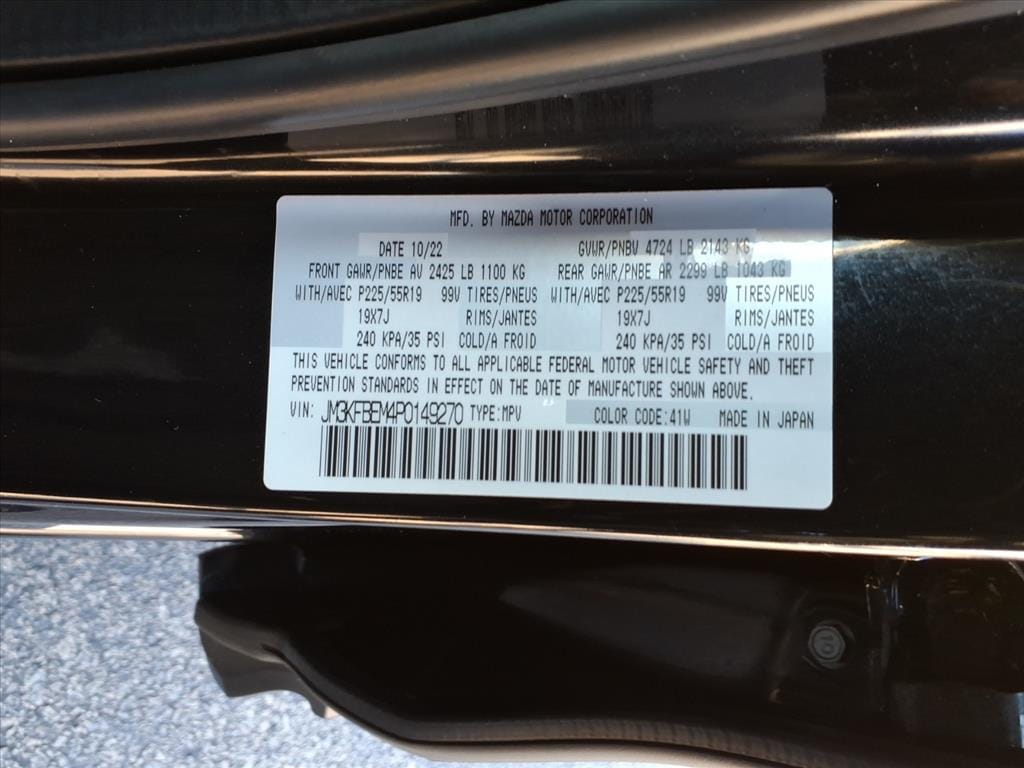 MFD. BY MAZDA MOTOR CORPORATION
DATE 10/22 GVWR/PNBV 4724 LB 2143 KG
FRONT GAWR/PNBE AV 2425 LB 1100 KG REAR GAWR/PNBE AR 2299 LB 1043 KG
WITH/AVEC P225/55R19 99V TIRES/PNEUS WITH/AVEC P225/55R19 99V TIRES/PNEUS
19X7J RIMS/JANTES 19X7J RIMS/JANTES
240 KPA/35 PSI COLD/A FROID 240 KPA/35 PSI COLD/A FROID
THIS VEHICLE CONFORMS TO ALL APPLICABLE FEDERAL MOTOR VEHICLE SAFETY AND THEFT
PREVENTION STANDARDS IN EFFECT ON THE DATE OF MANUFACTURE SHOWN ABOVE.
VIN: JM3KFBEM4P0149270 TYPE:MPV COLOR CODE:41W MADE IN JAPAN